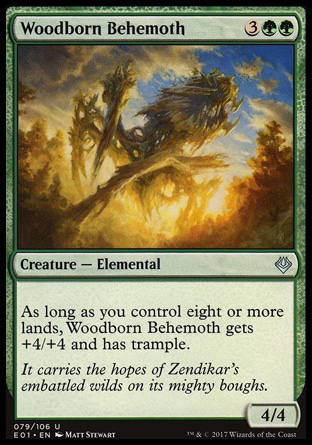 Woodborn Behemoth 3
Creature — Elemental
As long as you control eight or more
lands, Woodborn Behemoth gets
+4/+4 and has trample.
It carries the hopes of Zendikar's
embattled wilds on its mighty boughs.
4/4
079/106 U
E01 • EN Matt Stewart ™ & © 2017 Wizards of the Coast